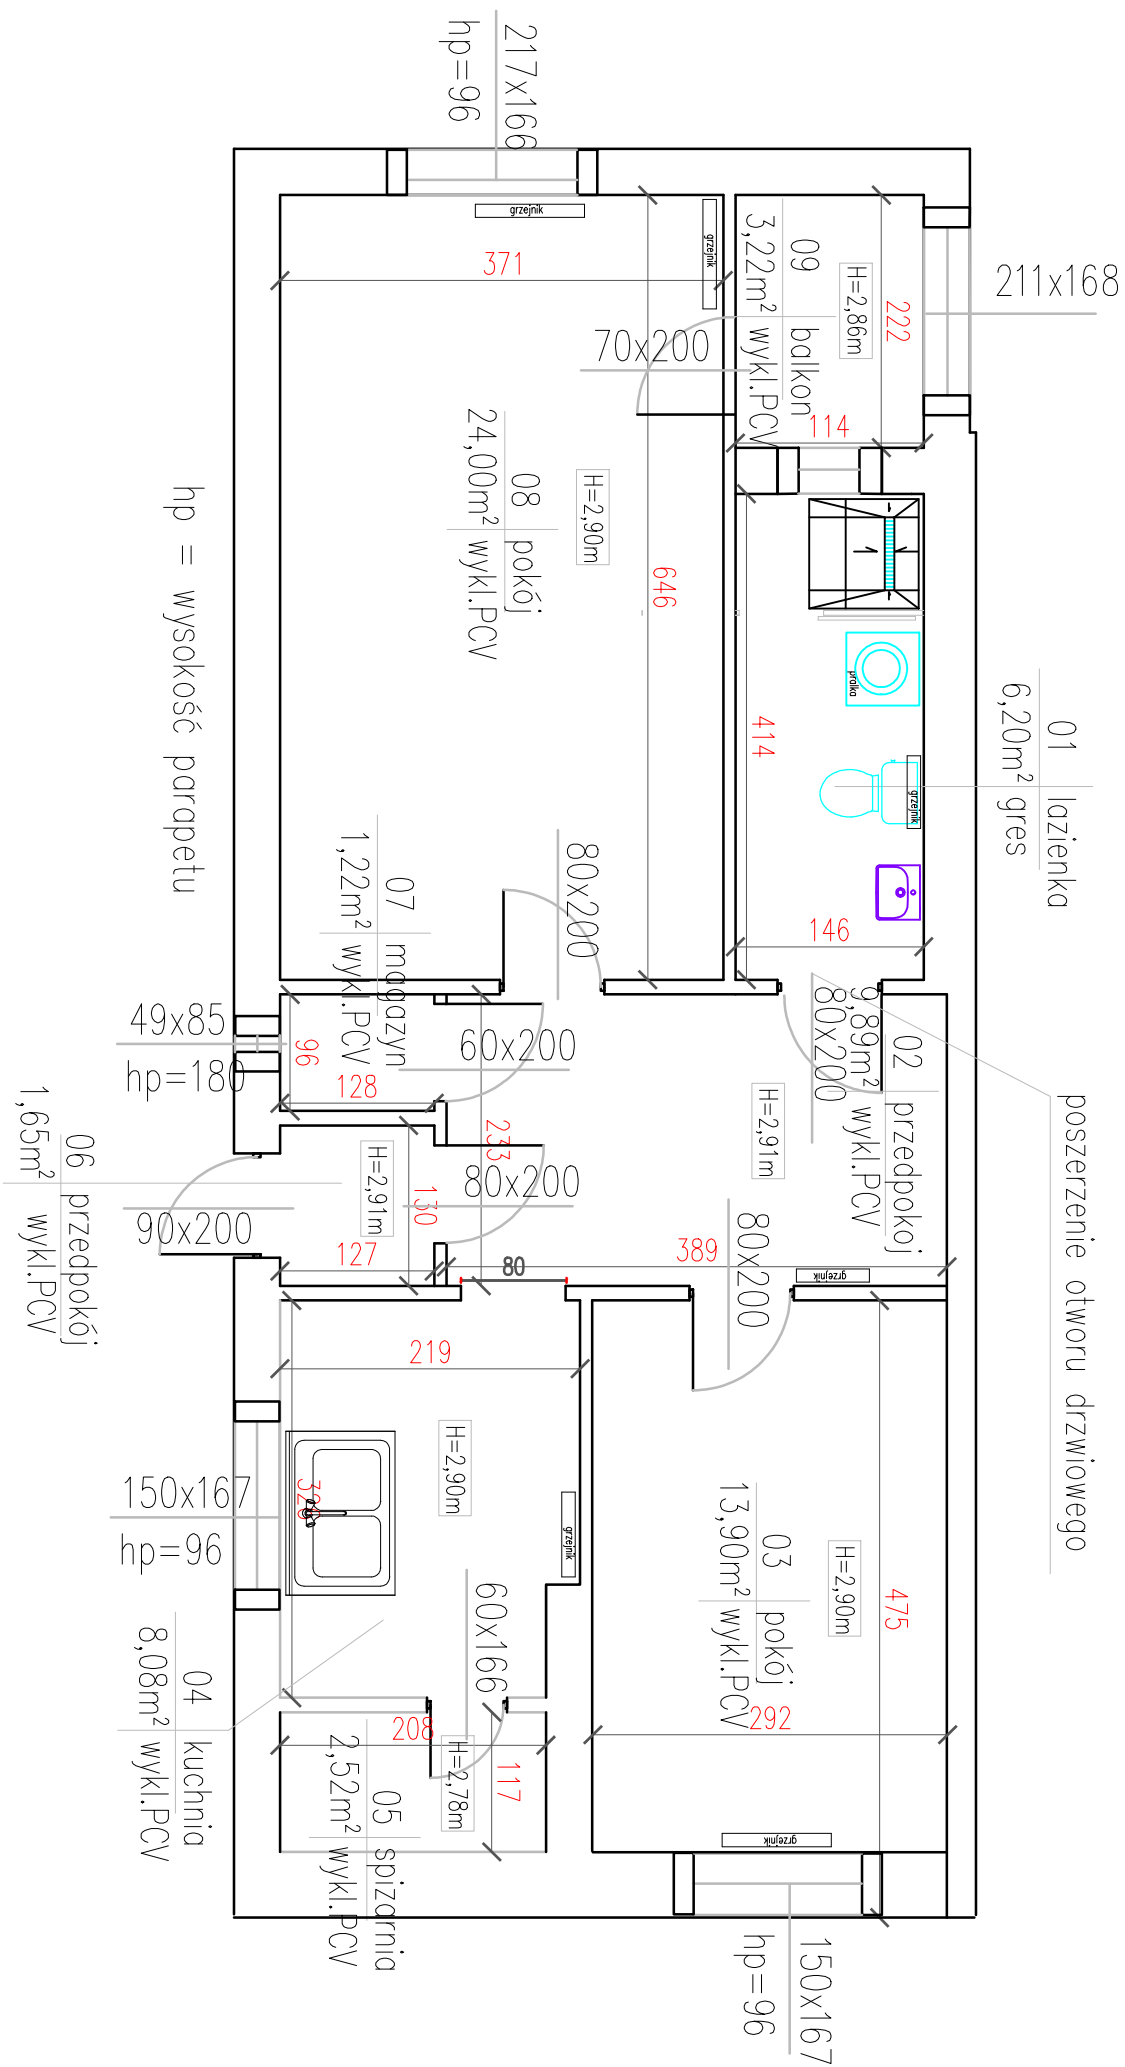 217x166
hp=96
211x168
grzejnik
grzejnik
371
09 balkon
3,22m² wykl.PCV
H=2,86m
222
70x200
114
08 pokój
24,00m² wykl.PCV
H=2,90m
646
hp = wysokość parapetu
pralka
414
01 lazienka
6,20m² gres
grzejnik
146
07 magazyn
1,22m² wykl.PCV
80x200
49x85
hp=180
96
128
60x200
233
80x200
02 przedpokoj
9,89m² wykl.PCV
80x200
H=2,91m
poszerzenie otworu drzwiowego
06 przedpokój
1,65m² wykl.PCV
90x200
H=2,91m
130
127
80
389
80x200
grzejnik
219
H=2,90m
150x167
hp=96
grzejnik
60x166
04 kuchnia
8,08m² wykl.PCV
03 pokój
13,90m² wykl.PCV
H=2,90m
475
292
208
H=2,78m
117
05 spizarnia
2,52m² wykl.PCV
grzejnik
150x167
hp=96